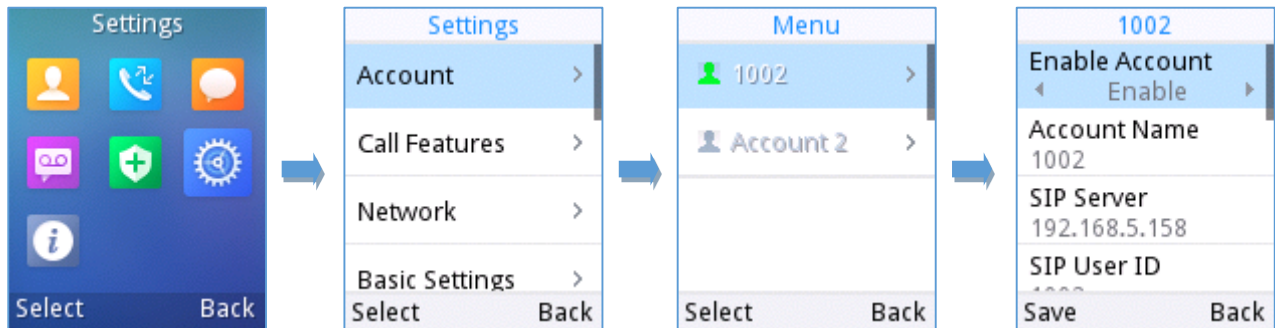 Settings
Select Back
Settings
Account
Call Features
Network
Basic Settings
Select Back
Menu
1002
Account 2
Select Back
1002
Enable Account
Enable
Account Name
1002
SIP Server
192.168.5.158
SIP User ID
Save Back